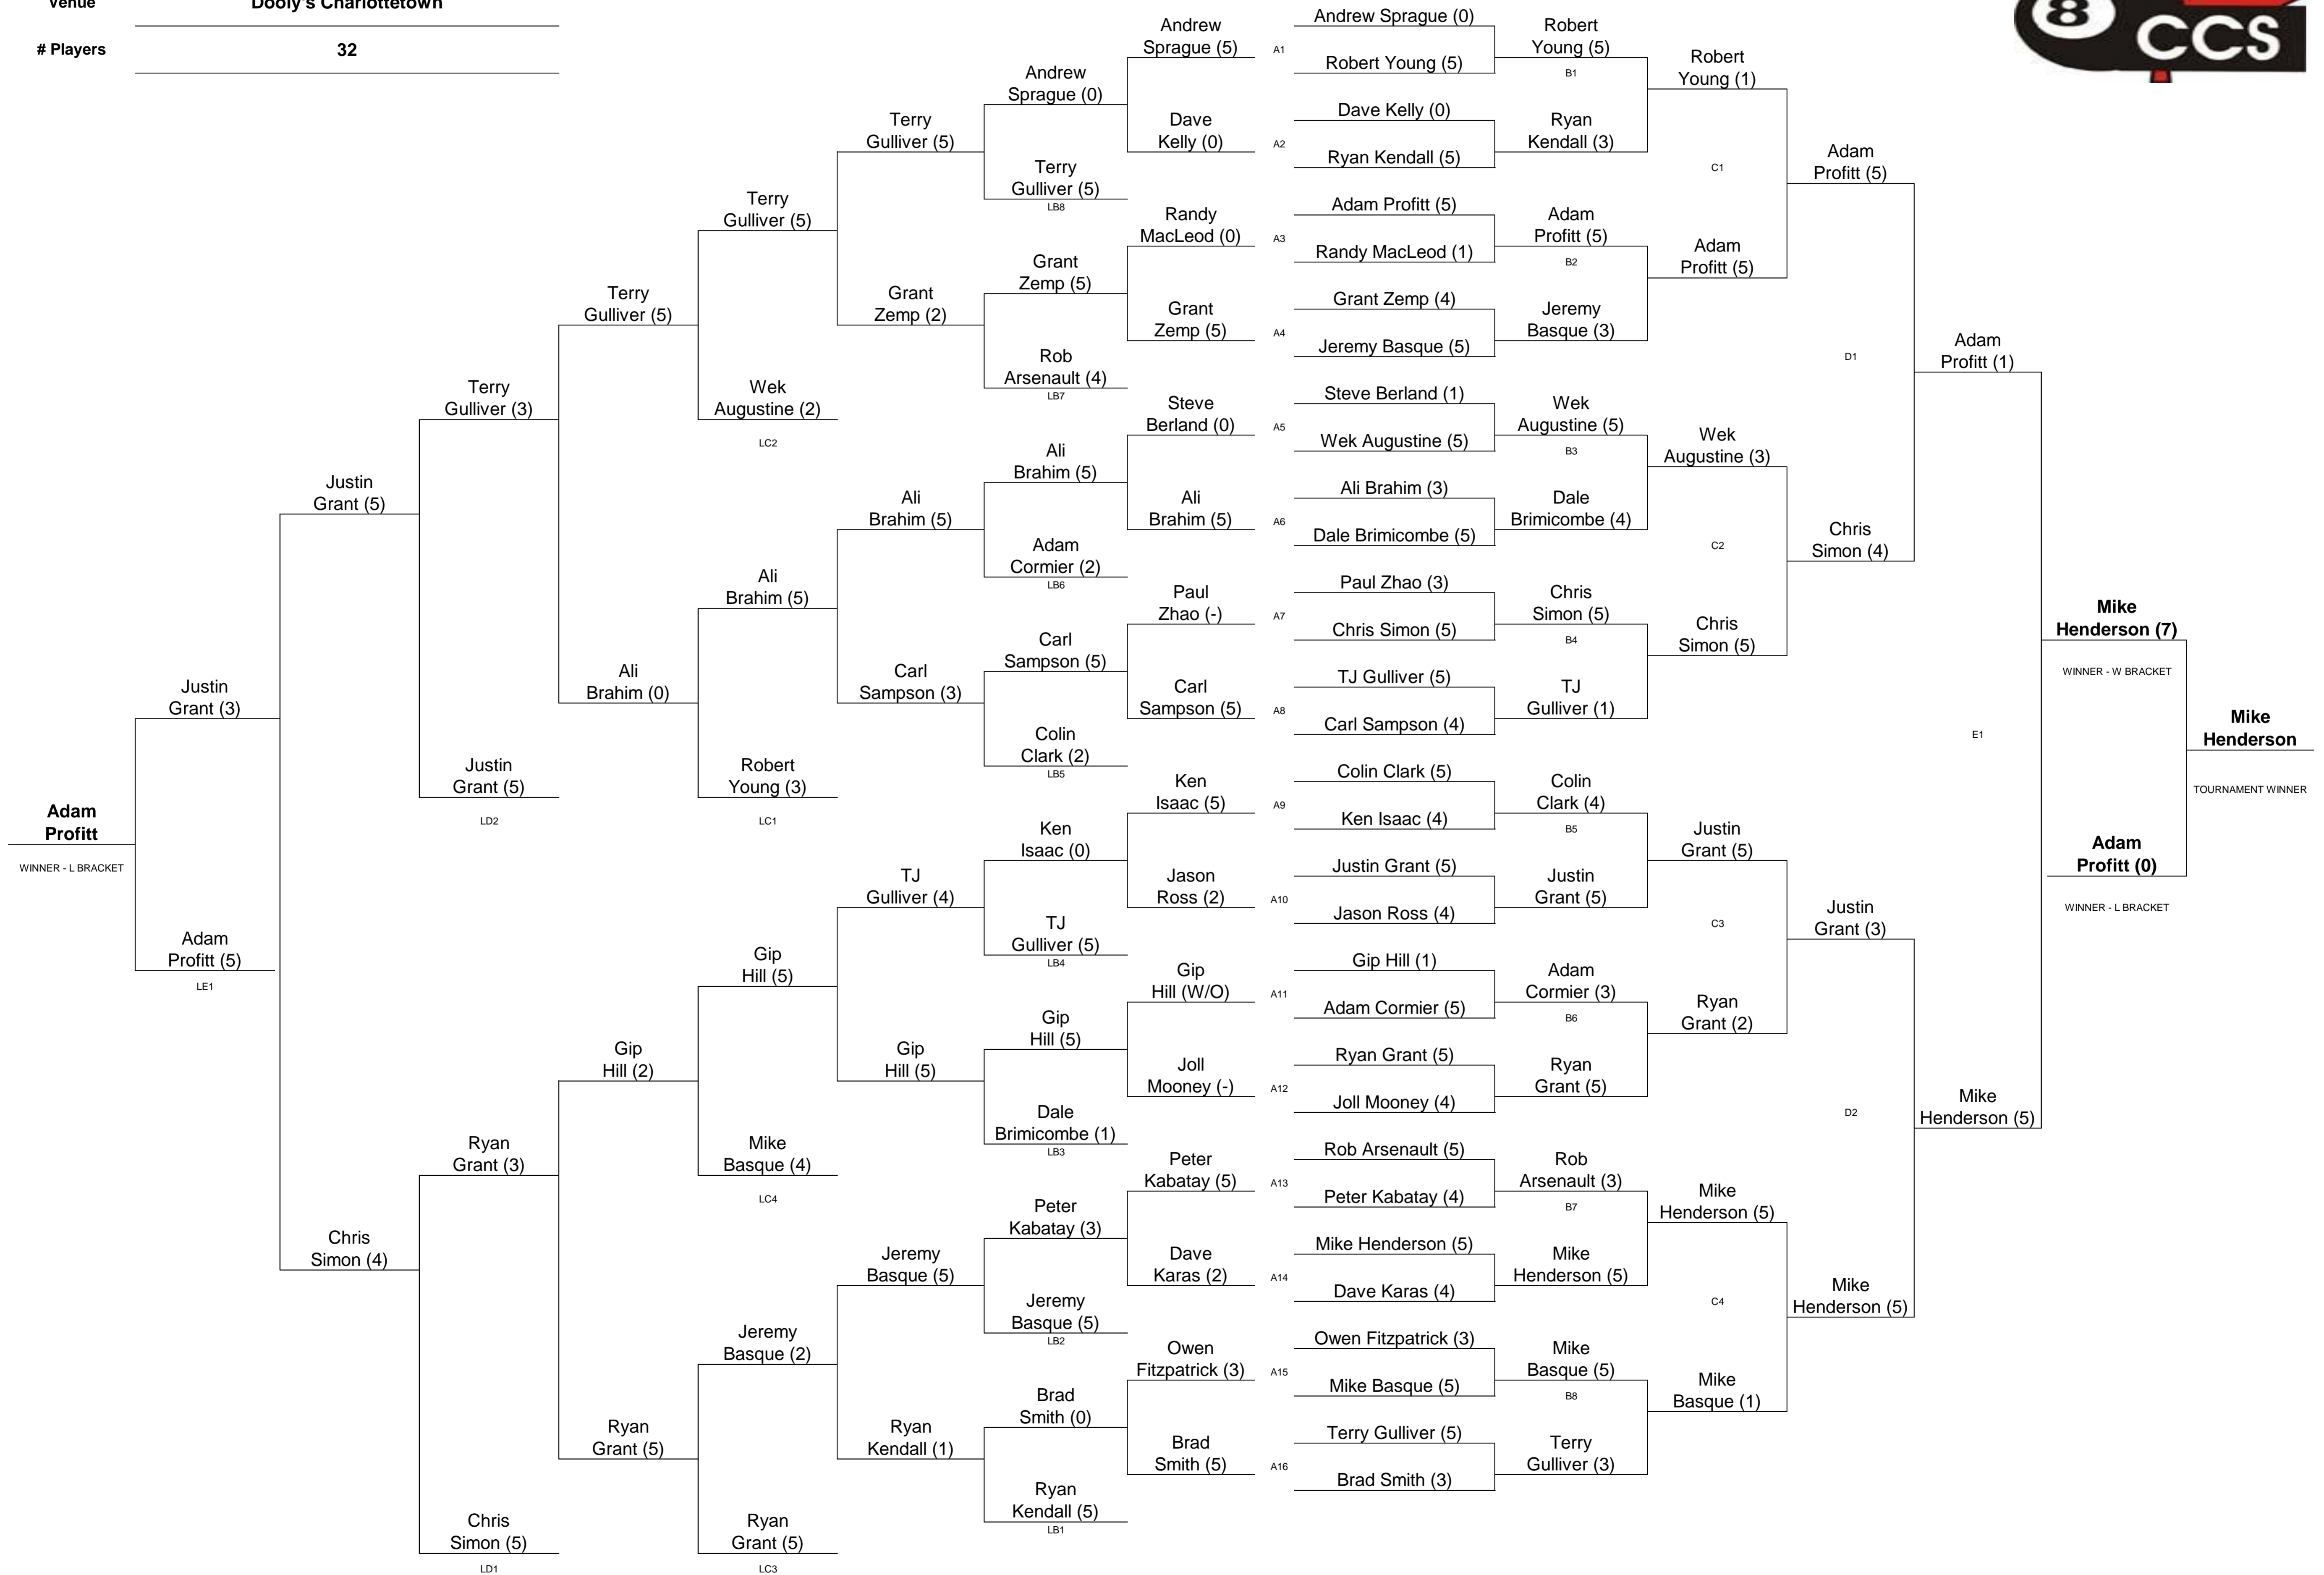 Venue
Dooly's Charlottetown
# Players
32
8
CCS
Adam
Profitt
WINNER - L BRACKET
Justin
Grant (3)
Adam
Profitt (5)
LE1
Justin
Grant (5)
Chris
Simon (4)
Terry
Gulliver (3)
Justin
Grant (5)
LD2
Ryan
Grant (3)
Chris
Simon (5)
LD1
Terry
Gulliver (5)
Ali
Brahim (0)
Gip
Hill (2)
Ryan
Grant (5)
Terry
Gulliver (5)
Wek
Augustine (2)
LC2
Ali
Brahim (5)
Robert
Young (3)
LC1
Gip
Hill (5)
Mike
Basque (4)
LC4
Jeremy
Basque (2)
Ryan
Grant (5)
LC3
Terry
Gulliver (5)
Grant
Zemp (2)
Ali
Brahim (5)
Carl
Sampson (3)
TJ
Gulliver (4)
Gip
Hill (5)
Jeremy
Basque (5)
Ryan
Kendall (1)
Andrew
Sprague (0)
Terry
Gulliver (5)
LB8
Grant
Zemp (5)
Rob
Arsenault (4)
LB7
Ali
Brahim (5)
Adam
Cormier (2)
LB6
Carl
Sampson (5)
Colin
Clark (2)
LB5
Ken
Isaac (0)
TJ
Gulliver (5)
LB4
Gip
Hill (5)
Dale
Brimicombe (1)
LB3
Peter
Kabatay (3)
Jeremy
Basque (5)
LB2
Brad
Smith (0)
Ryan
Kendall (5)
LB1
Andrew
Sprague (5)
Dave
Kelly (0)
Randy
MacLeod (0)
Grant
Zemp (5)
Steve
Berland (0)
Ali
Brahim (5)
Paul
Zhao (-)
Carl
Sampson (5)
Ken
Isaac (5)
Jason
Ross (2)
Gip
Hill (W/O)
Joll
Mooney (-)
Peter
Kabatay (5)
Dave
Karas (2)
Owen
Fitzpatrick (3)
Brad
Smith (5)
A1
A2
A3
A4
A5
A6
A7
A8
A9
A10
A11
A12
A13
A14
A15
A16
Andrew Sprague (0)
Robert Young (5)
Dave Kelly (0)
Ryan Kendall (5)
Adam Profitt (5)
Randy MacLeod (1)
Grant Zemp (4)
Jeremy Basque (5)
Steve Berland (1)
Wek Augustine (5)
Ali Brahim (3)
Dale Brimicombe (5)
Paul Zhao (3)
Chris Simon (5)
TJ Gulliver (5)
Carl Sampson (4)
Colin Clark (5)
Ken Isaac (4)
Justin Grant (5)
Jason Ross (4)
Gip Hill (1)
Adam Cormier (5)
Ryan Grant (5)
Joll Mooney (4)
Rob Arsenault (5)
Peter Kabatay (4)
Mike Henderson (5)
Dave Karas (4)
Owen Fitzpatrick (3)
Mike Basque (5)
Terry Gulliver (5)
Brad Smith (3)
Robert
Young (5)
B1
Ryan
Kendall (3)
Adam
Profitt (5)
B2
Jeremy
Basque (3)
Wek
Augustine (5)
B3
Dale
Brimicombe (4)
Chris
Simon (5)
B4
TJ
Gulliver (1)
Colin
Clark (4)
B5
Justin
Grant (5)
Adam
Cormier (3)
B6
Ryan
Grant (5)
Rob
Arsenault (3)
B7
Mike
Henderson (5)
Mike
Basque (5)
B8
Terry
Gulliver (3)
Robert
Young (1)
C1
Adam
Profitt (5)
Wek
Augustine (3)
C2
Chris
Simon (5)
Justin
Grant (5)
C3
Ryan
Grant (2)
Mike
Henderson (5)
C4
Mike
Basque (1)
Adam
Profitt (5)
D1
Chris
Simon (4)
Justin
Grant (3)
D2
Mike
Henderson (5)
Adam
Profitt (1)
E1
Mike
Henderson (5)
Mike
Henderson (7)
WINNER - W BRACKET
Adam
Profitt (0)
WINNER - L BRACKET
Mike
Henderson
TOURNAMENT WINNER